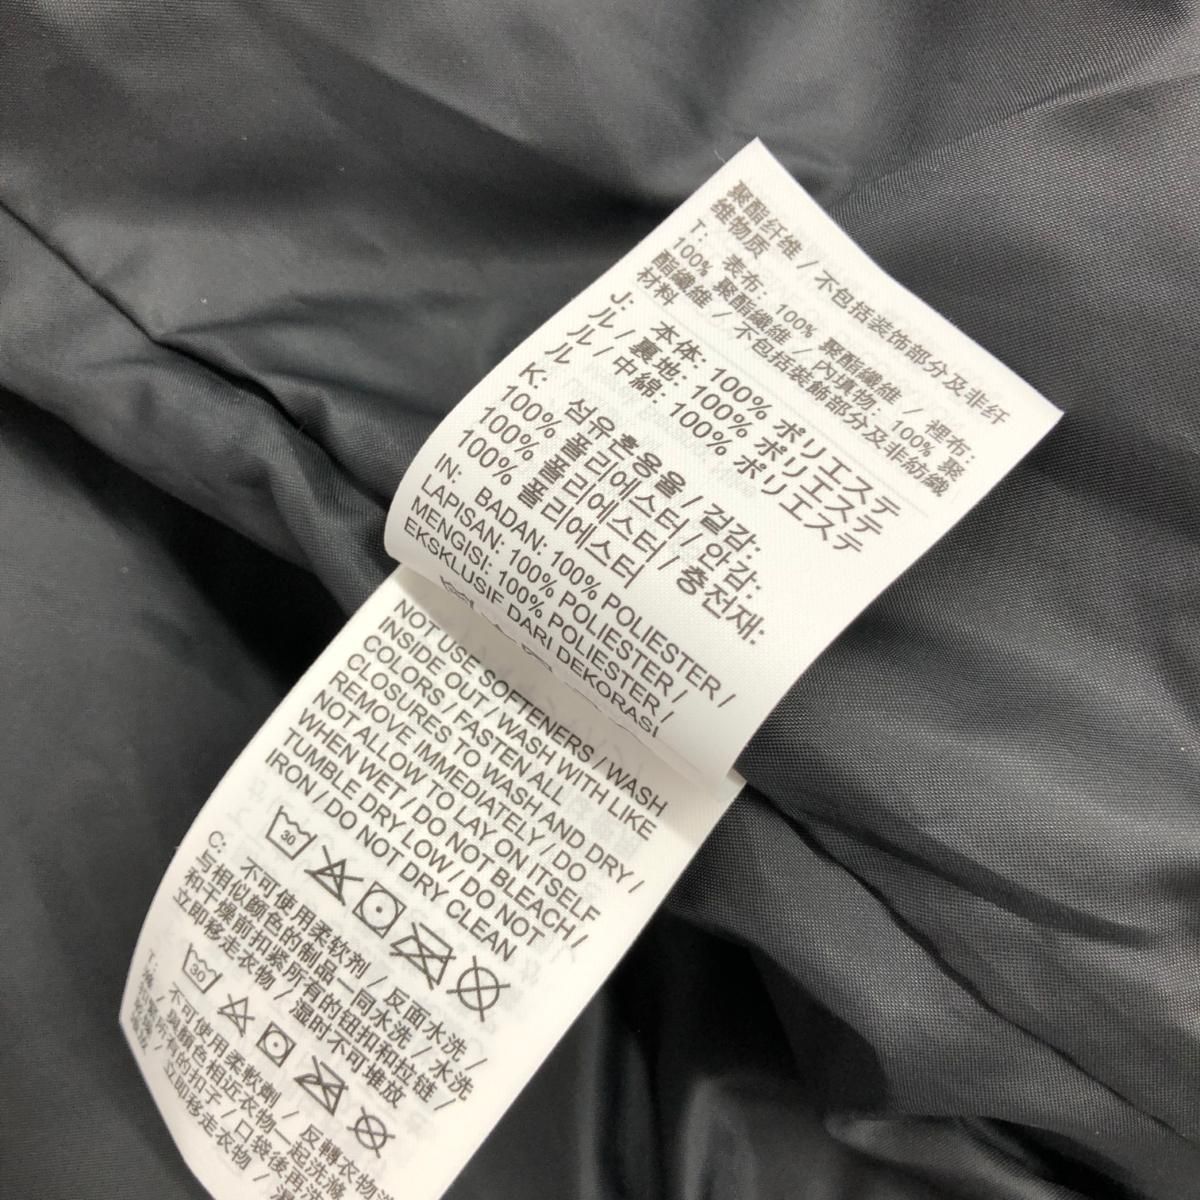 聚酯纤维 / 不包括装饰部分及非纤
维物质
T: 装布: 100% 聚酯纖維 / 裡布:
100% 聚酯纖維 / 內填物: 100% 聚
酯纖維 / 不包括裝飾部分及非紡織
材料
J: 本体: 100% ポリエステ
ル / 裏地: 100% ポリエステ
ル / 中綿: 100% ポリエステ
ル
K: 섬유혼용율 / 겉감:
100% 폴리에스터 / 안감:
100% 폴리에스터 / 충전재:
100% 폴리에스터
IN: BADAN: 100% POLIESTER /
LAPISAN: 100% POLIESTER /
MENGISI: 100% POLIESTER /
EKSKLUSIF DARI DEKORASI
NOT USE SOFTENERS / WASH
INSIDE OUT / WASH WITH LIKE
COLORS / FASTEN ALL
CLOSURES TO WASH AND DRY /
REMOVE IMMEDIATELY / DO
NOT ALLOW TO LAY ON ITSELF
WHEN WET / DO NOT BLEACH /
TUMBLE DRY LOW / DO NOT
IRON / DO NOT DRY CLEAN
30
C: 不可使用柔软剂 / 反面水洗 /
与相似颜色的制品一同水洗 / 水洗
和干燥前扣紧所有的钮扣和拉链 /
立即移走衣物 / 湿时不可堆放
30
T: 不可使用柔軟劑 / 反轉衣物洗
滌 / 與顏色相近衣物一起洗滌
所有的扣子 / 口袋後再洗
立即移走衣物 /